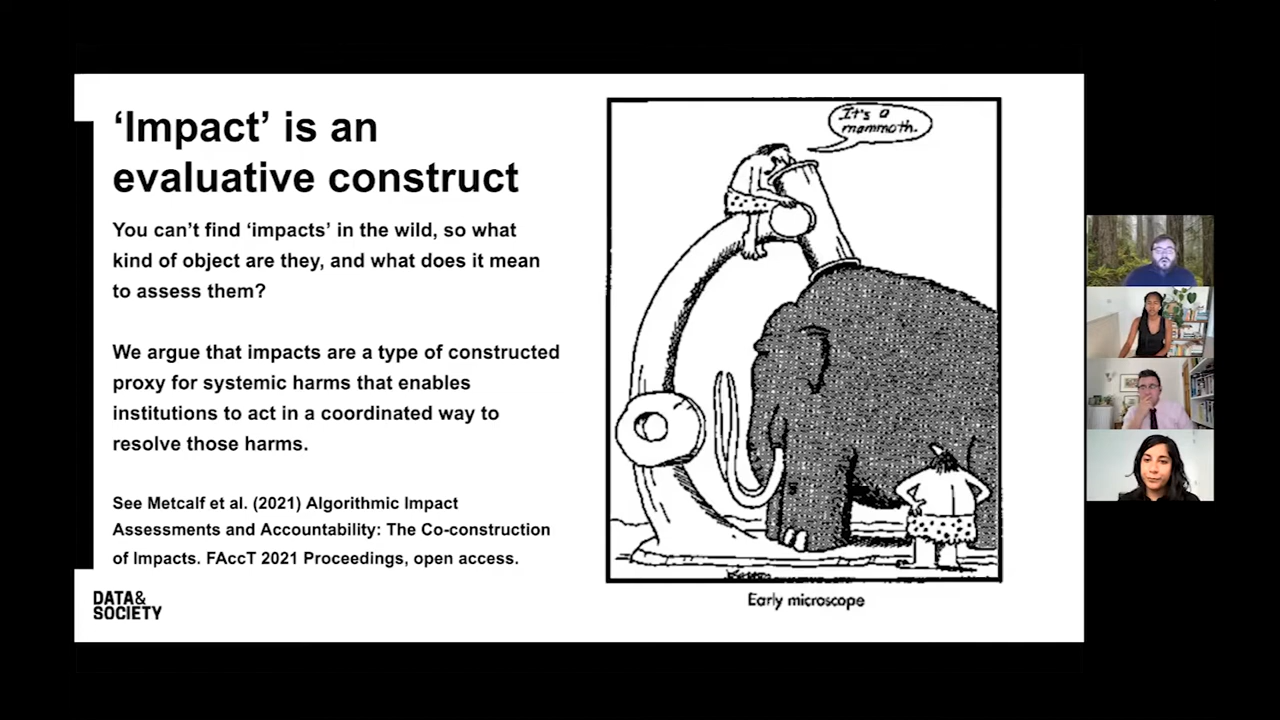 ‘Impact’ is an
evaluative construct
You can’t find ‘impacts’ in the wild, so what
kind of object are they, and what does it mean
to assess them?
We argue that impacts are a type of constructed
proxy for systemic harms that enables
institutions to act in a coordinated way to
resolve those harms.
See Metcalf et al. (2021) Algorithmic Impact
Assessments and Accountability: The Co-construction
of Impacts. FAccT 2021 Proceedings, open access.
DATA&
SOCIETY
It's a
mammoth.
Early microscope